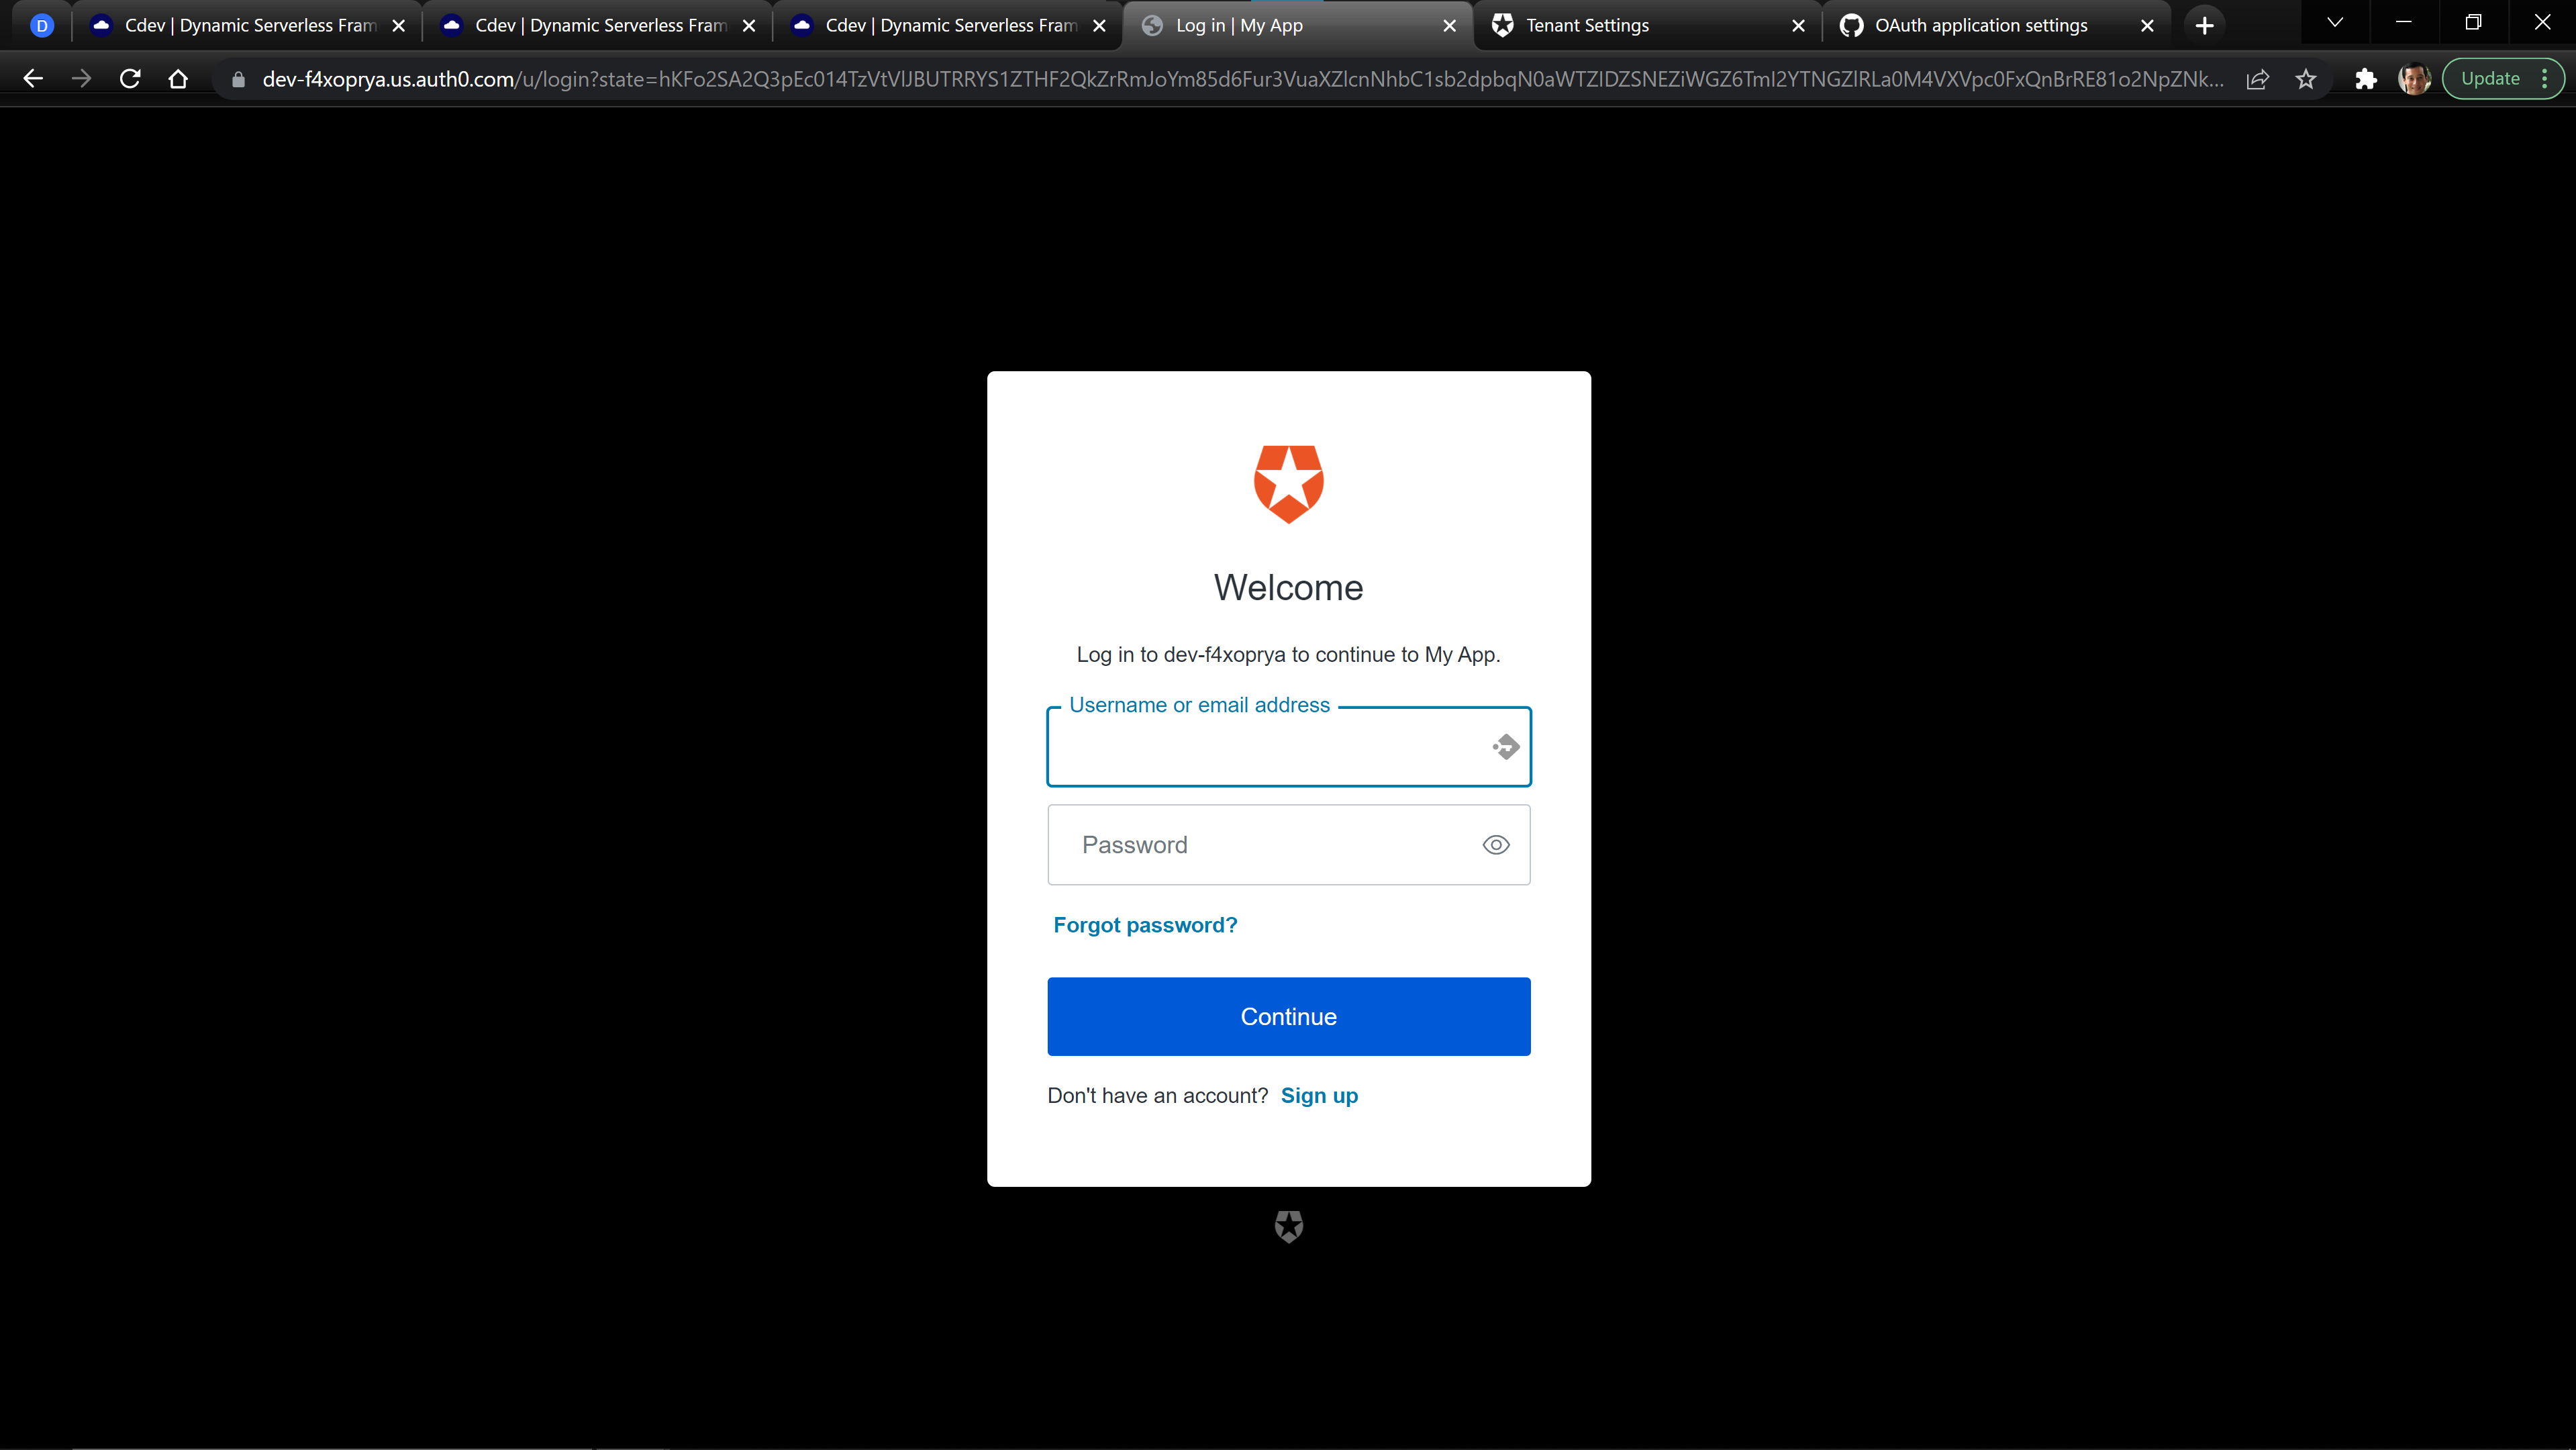 D
Cdev | Dynamic Serverless Fram
Cdev | Dynamic Serverless Fram
Cdev | Dynamic Serverless Fram
Log in | My App
Tenant Settings
OAuth application settings
dev-f4xoprya.us.auth0.com/u/login?state=hKFo2SA2Q3pEc014TzVtVlJBUTRRYS1ZTHF2QkZrRmJoYm85d6Fur3VuaXZlcnNhbC1sb2dpbqN0aWTZIDZSNEZiWGZ6TmI2YTNGZlRLa0M4VXVpc0FxQnBrRE81o2NpZNk...
Update
Welcome
Log in to dev-f4xoprya to continue to My App.
Username or email address
Password
Forgot password?
Continue
Don't have an account? Sign up